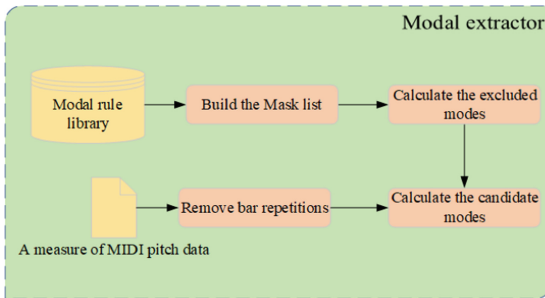 Modal extractor
Modal rule
library
Build the Mask list
Calculate the excluded
modes
Remove bar repetitions
Calculate the candidate
modes
A measure of MIDI pitch data